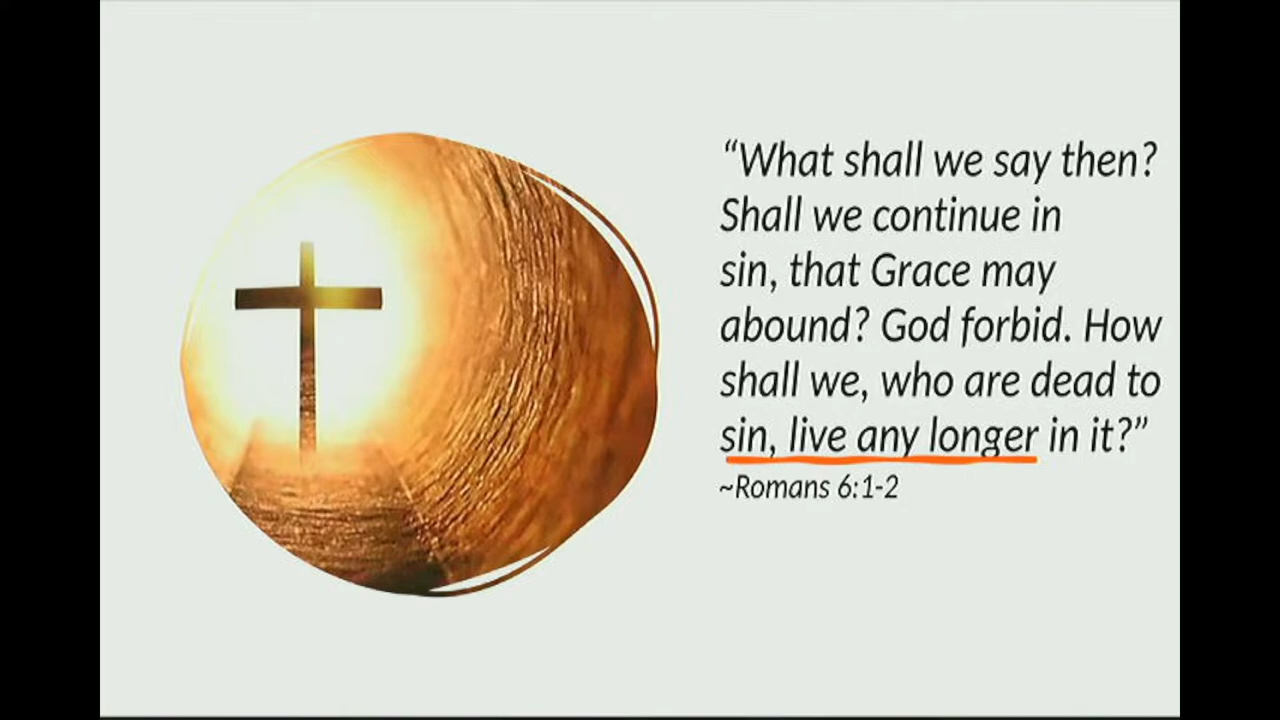 “What shall we say then?
Shall we continue in
sin, that Grace may
abound? God forbid. How
shall we, who are dead to
sin, live any longer in it?”
~Romans 6:1-2